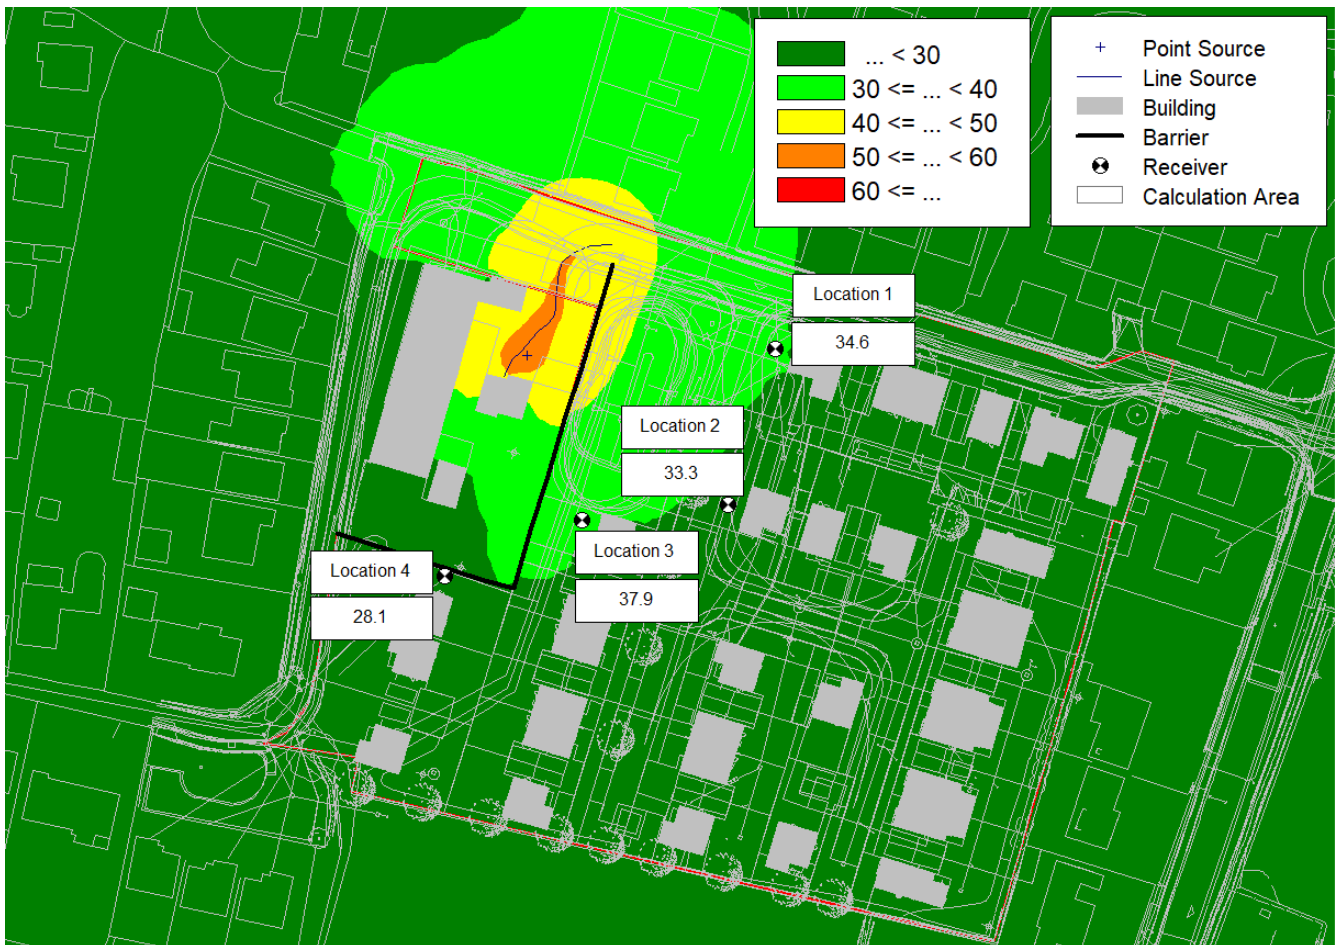 ... < 30
30 <= ... < 40
40 <= ... < 50
50 <= ... < 60
60 <= ...
Point Source
Line Source
Building
Barrier
Receiver
Calculation Area
Location 1
34.6
Location 2
33.3
Location 3
37.9
Location 4
28.1